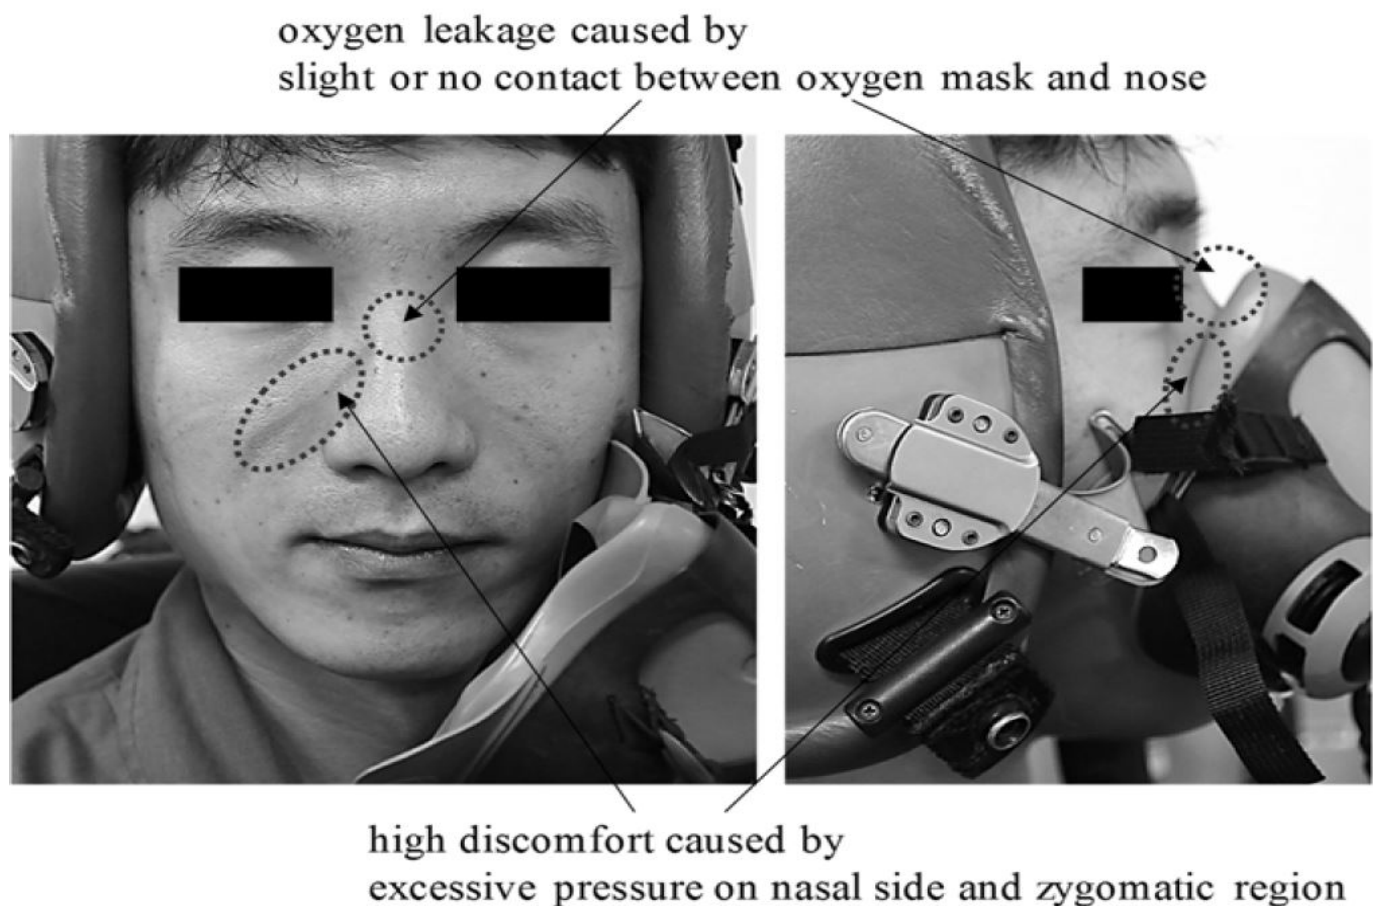 oxygen leakage caused by
slight or no contact between oxygen mask and nose
high discomfort caused by
excessive pressure on nasal side and zygomatic region